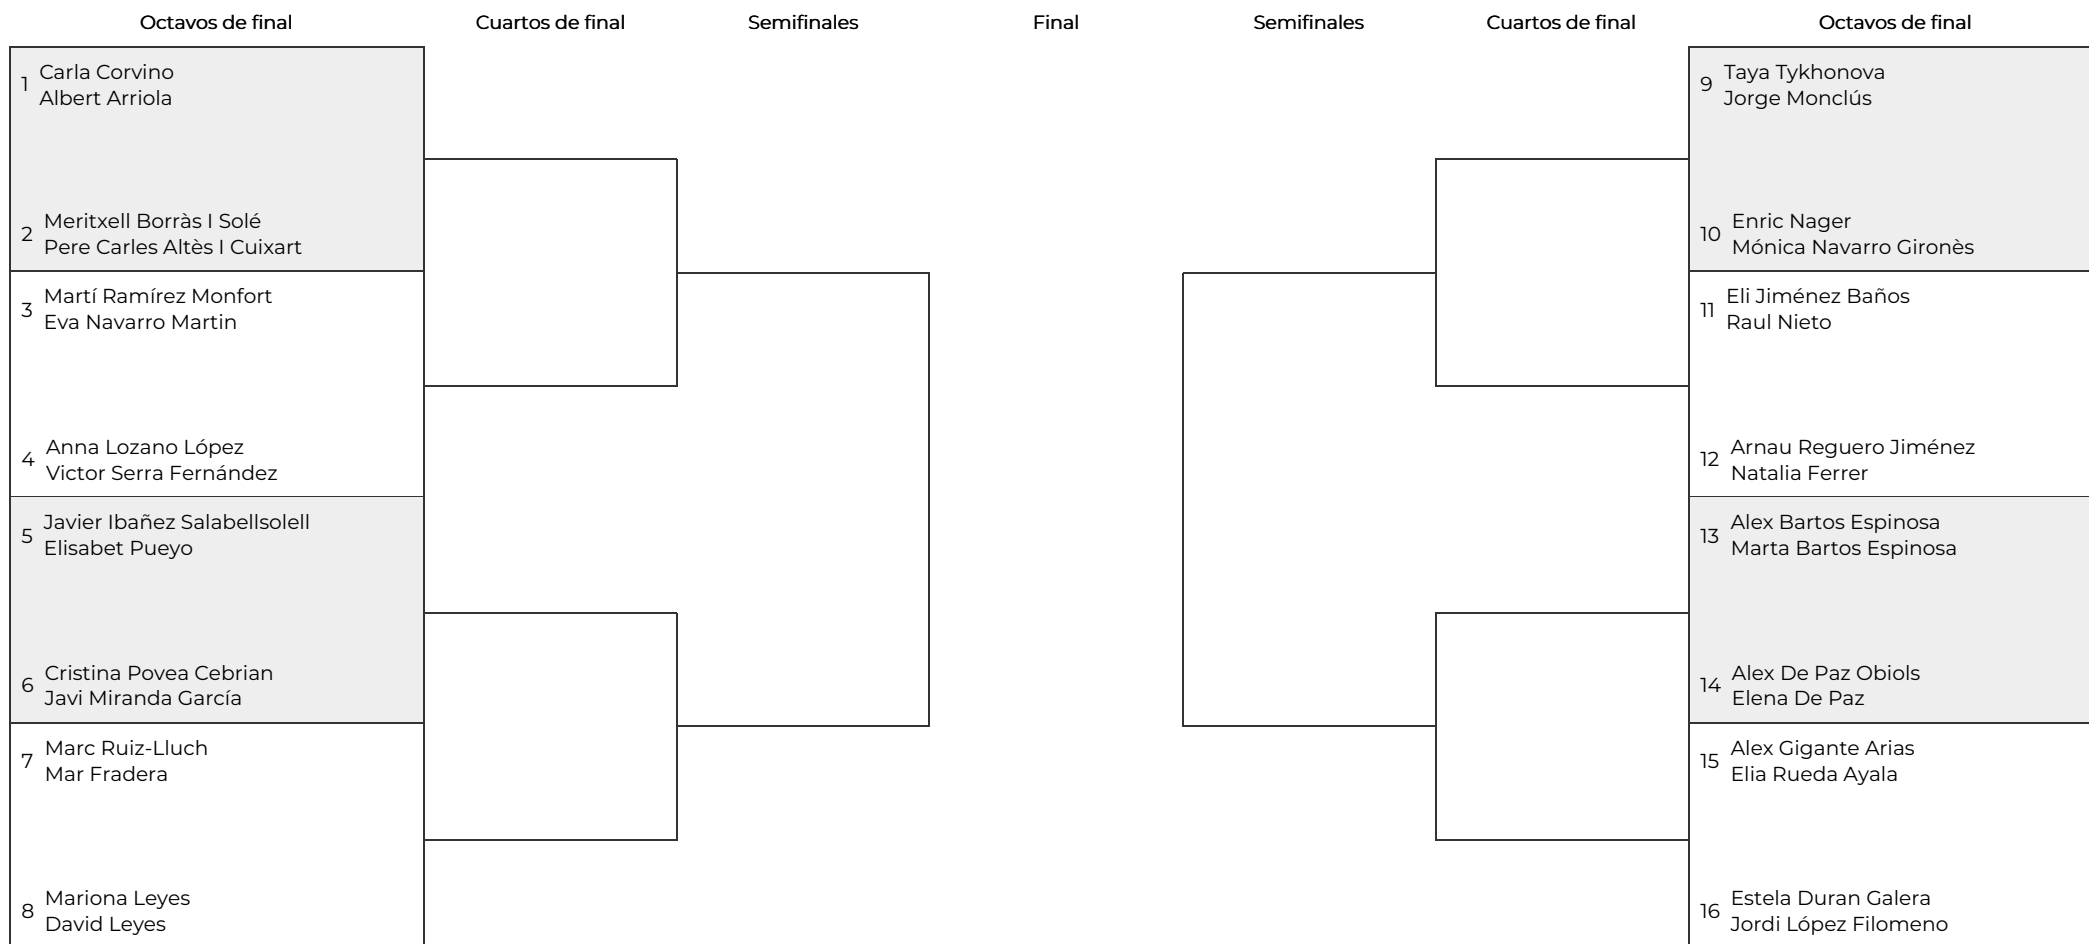 Octavos de final
Cuartos de final
Semifinales
Final
Semifinales
Cuartos de final
Octavos de final
1
Carla Corvino
Albert Arriola
2
Meritxell Borràs I Solé
Pere Carles Altès I Cuixart
3
Martí Ramírez Monfort
Eva Navarro Martin
4
Anna Lozano López
Victor Serra Fernández
5
Javier Ibañez Salabellsolell
Elisabet Pueyo
6
Cristina Povea Cebrian
Javi Miranda García
7
Marc Ruiz-Lluch
Mar Fradera
8
Mariona Leyes
David Leyes
9
Taya Tykhonova
Jorge Monclús
10
Enric Nager
Mónica Navarro Gironès
11
Eli Jiménez Baños
Raul Nieto
12
Arnau Reguero Jiménez
Natalia Ferrer
13
Alex Bartos Espinosa
Marta Bartos Espinosa
14
Alex De Paz Obiols
Elena De Paz
15
Alex Gigante Arias
Elia Rueda Ayala
16
Estela Duran Galera
Jordi López Filomeno